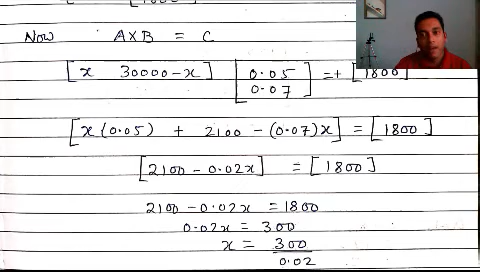 [1800]
Now A×B = C
[x 30000-x] [0.05 0.07] = + [1800]
[x(0.05) + 2100 - (0.07)x] = [1800]
[2100 - 0.02x] = [1800]
2100 - 0.02x = 1800
0.02x = 300
x = 300
0.02